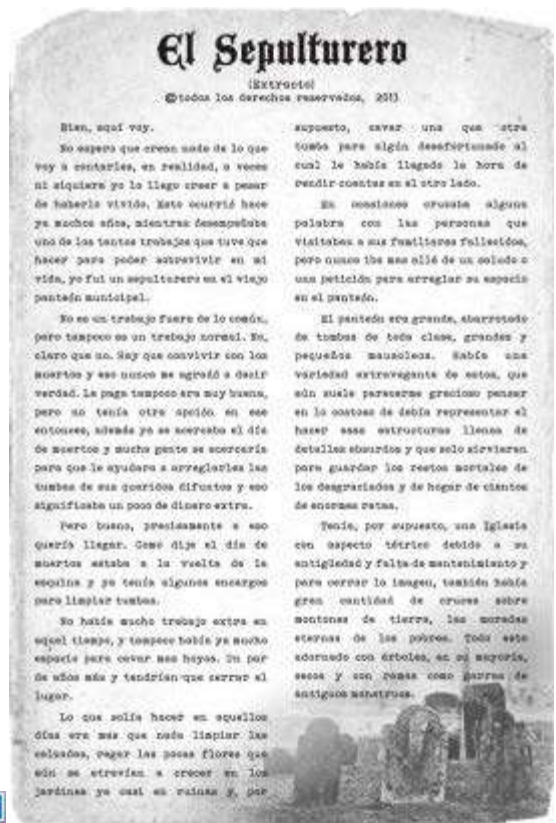 El Sepulturero
(Extracto)
©todos los derechos reservados, 2013
Bien, aquí voy.
No espero que crean nada de lo que
voy a contarles, en realidad, a veces
ni siquiera yo lo llego creer a pesar
de haberlo vivido. Esto ocurrió hace
ya muchos años, mientras desempeñaba
uno de los tantos trabajos que tuve que
hacer para poder sobrevivir en mi
vida, yo fui un sepulturero en el viejo
panteón municipal.
No es un trabajo fuera de lo común,
pero tampoco es un trabajo normal. No,
claro que no. Hay que convivir con los
muertos y eso nunca me agradó a decir
verdad. La paga tampoco era muy buena,
pero no tenía otra opción en ese
entonces, además ya se acercaba el día
de muertos y mucha gente se acercaría
para que le ayudara a arreglarles las
tumbas de sus queridos difuntos y eso
significaba un poco de dinero extra.
Pero bueno, precisamente a eso
quería llegar. Como dije el día de
muertos estaba a la vuelta de la
esquina y ya tenía algunos encargos
para limpiar tumbas.
No había mucho trabajo extra en
aquel tiempo, y tampoco había ya mucho
espacio para cavar mas hoyos. Un par
de años más y tendrían que cerrar el
lugar.
Lo que solía hacer en aquellos
días era mas que nada limpiar las
calzadas, regar las pocas flores que
aún se atrevían a crecer en los
jardines ya casi en ruinas y, por
supuesto, cavar una que otra
tumba para algún desafortunado al
cual le había llegado la hora de
rendir cuentas en el otro lado.
En ocasiones cruzaba alguna
palabra con las personas que
visitaban a sus familiares fallecidos,
pero nunca iba mas allá de un saludo o
una petición para arreglar su espacio
en el panteón.
El panteón era grande, abarrotado
de tumbas de toda clase, grandes y
pequeños mausoleos. Había una
variedad extravagante de estos, que
aún suele parecerme gracioso pensar
en lo costoso de debía representar el
hacer esas estructuras llenas de
detalles absurdos y que solo sirvieran
para guardar los restos mortales de
los desgraciados y de hogar de cientos
de enormes ratas.
Tenía, por supuesto, una Iglesia
con aspecto tétrico debido a su
antigüedad y falta de mantenimiento y
para cerrar la imagen, también había
gran cantidad de cruces sobre
montones de tierra, las moradas
eternas de los pobres. Todo esto
adornado con árboles, en su mayoría,
secos y con ramas como garras de
antiguos monstruos.